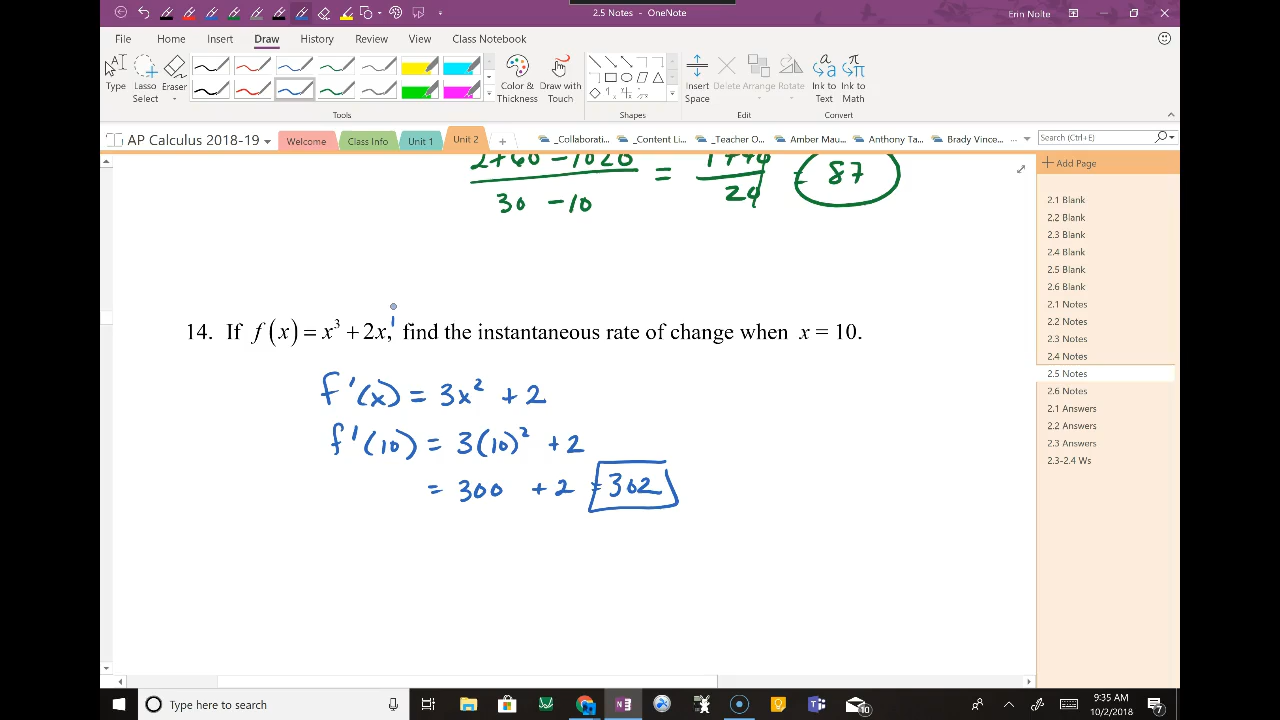 2.5 Notes - OneNote
Erin Nolte
File Home Insert Draw History Review View Class Notebook
Type
Lasso Select
Eraser
Color & Thickness
Draw with Touch
Insert Space
Delete Arrange Rotate
Ink to Text
Ink to Math
Tools Shapes Edit Convert
AP Calculus 2018-19 Welcome Class Info Unit 1 Unit 2 _Collaborati... _Content Li... _Teacher O... Amber Mau... Anthony Ta... Brady Vince... Search (Ctrl+E)
Add Page
= 87
30 - 10
14. If f(x) = x³ + 2x, find the instantaneous rate of change when x = 10.
f'(x) = 3x² + 2
f'(10) = 3(10)² + 2
= 300 + 2 = 302
2.1 Blank
2.2 Blank
2.3 Blank
2.4 Blank
2.5 Blank
2.6 Blank
2.1 Notes
2.2 Notes
2.3 Notes
2.4 Notes
2.5 Notes
2.6 Notes
2.1 Answers
2.2 Answers
2.3 Answers
2.3-2.4 Ws
Type here to search
10
9:35 AM
10/2/2018
7